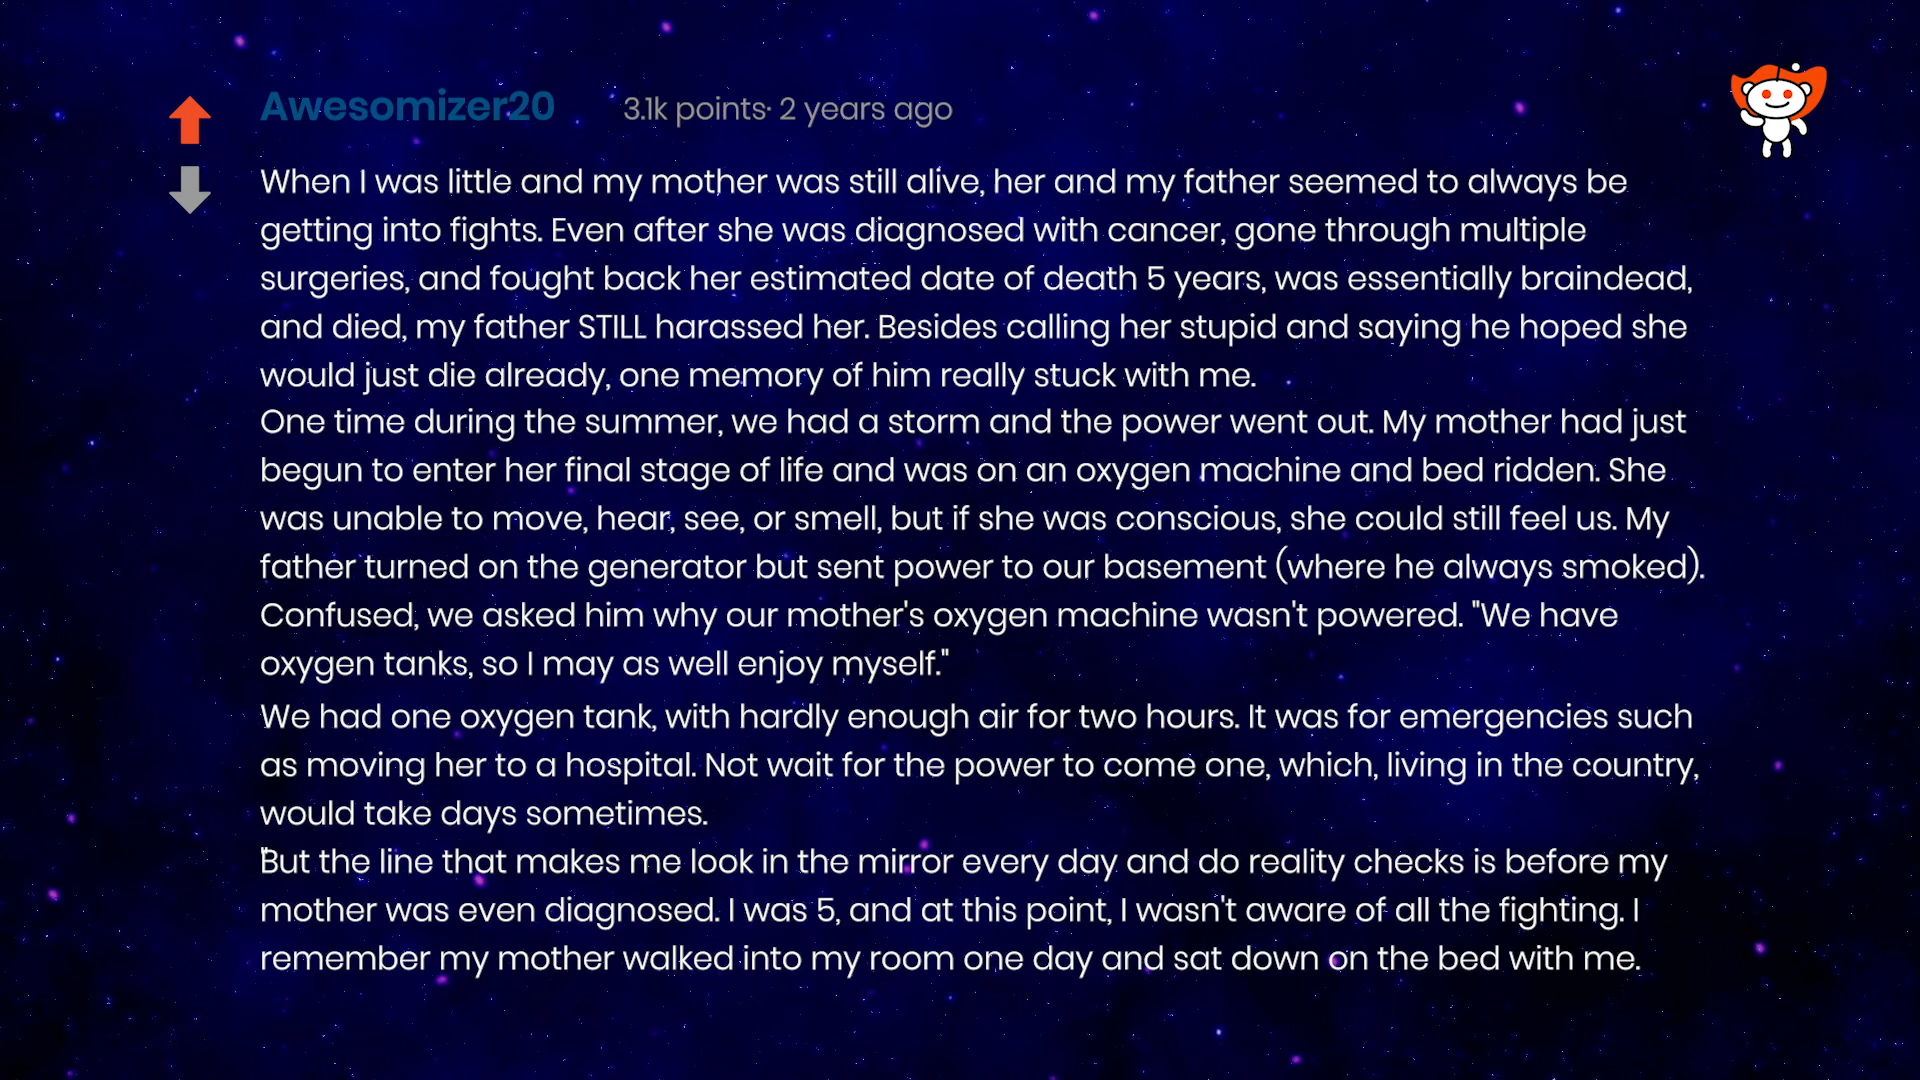 Awesomizer20 3.1k points· 2 years ago
When I was little and my mother was still alive, her and my father seemed to always be
getting into fights. Even after she was diagnosed with cancer, gone through multiple
surgeries, and fought back her estimated date of death 5 years, was essentially braindead,
and died, my father STILL harassed her. Besides calling her stupid and saying he hoped she
would just die already, one memory of him really stuck with me.
One time during the summer, we had a storm and the power went out. My mother had just
begun to enter her final stage of life and was on an oxygen machine and bed ridden. She
was unable to move, hear, see, or smell, but if she was conscious, she could still feel us. My
father turned on the generator but sent power to our basement (where he always smoked).
Confused, we asked him why our mother's oxygen machine wasn't powered. "We have
oxygen tanks, so I may as well enjoy myself."
We had one oxygen tank, with hardly enough air for two hours. It was for emergencies such
as moving her to a hospital. Not wait for the power to come one, which, living in the country,
would take days sometimes.
"
But the line that makes me look in the mirror every day and do reality checks is before my
mother was even diagnosed. I was 5, and at this point, I wasn't aware of all the fighting. I
remember my mother walked into my room one day and sat down on the bed with me.